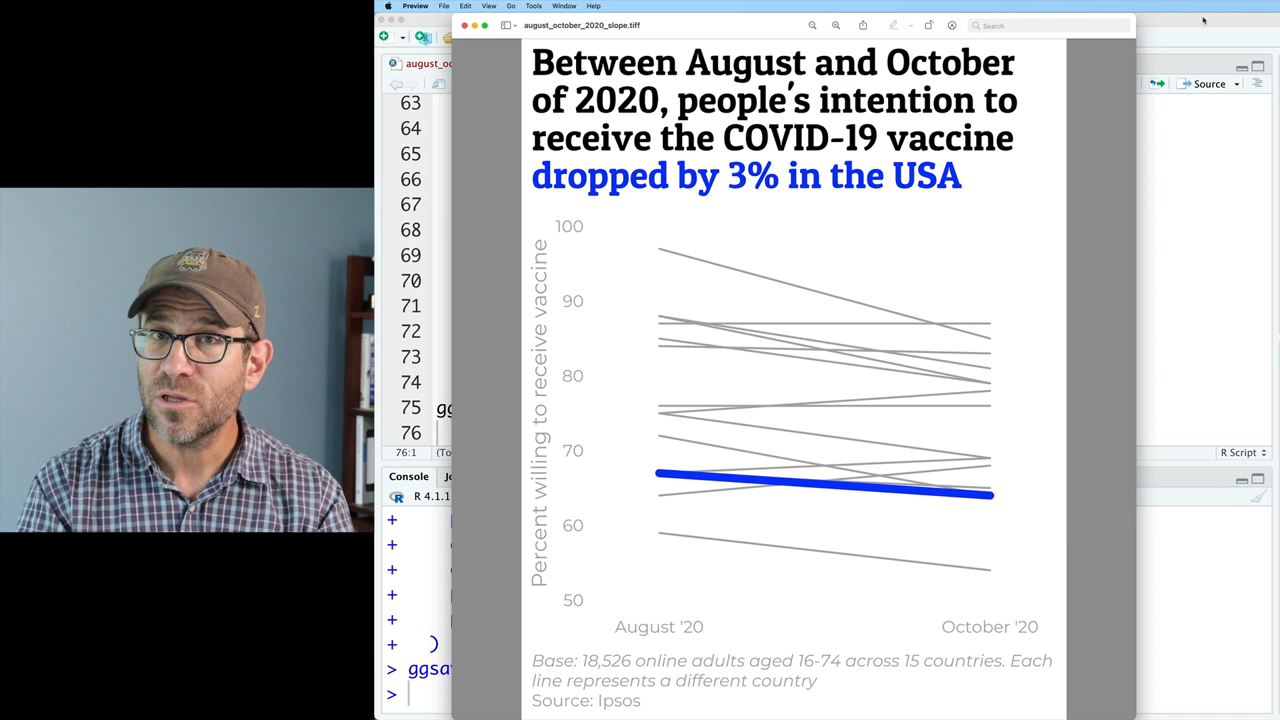 Preview File Edit View Go Tools Window Help
august_october_2020_slope.tiff
Search
august_oc
Source
63
64
65
66
67
68
69
70
71
72
73
74
75 gg
76
76:1 (To
R Script
Console Jo
R 4.1.1
+
+
+
+
+
+ )
> ggsav
>
Between August and October
of 2020, people's intention to
receive the COVID-19 vaccine
dropped by 3% in the USA
Percent willing to receive vaccine
100
90
80
70
60
50
August '20 October '20
Base: 18,526 online adults aged 16-74 across 15 countries. Each
line represents a different country
Source: Ipsos